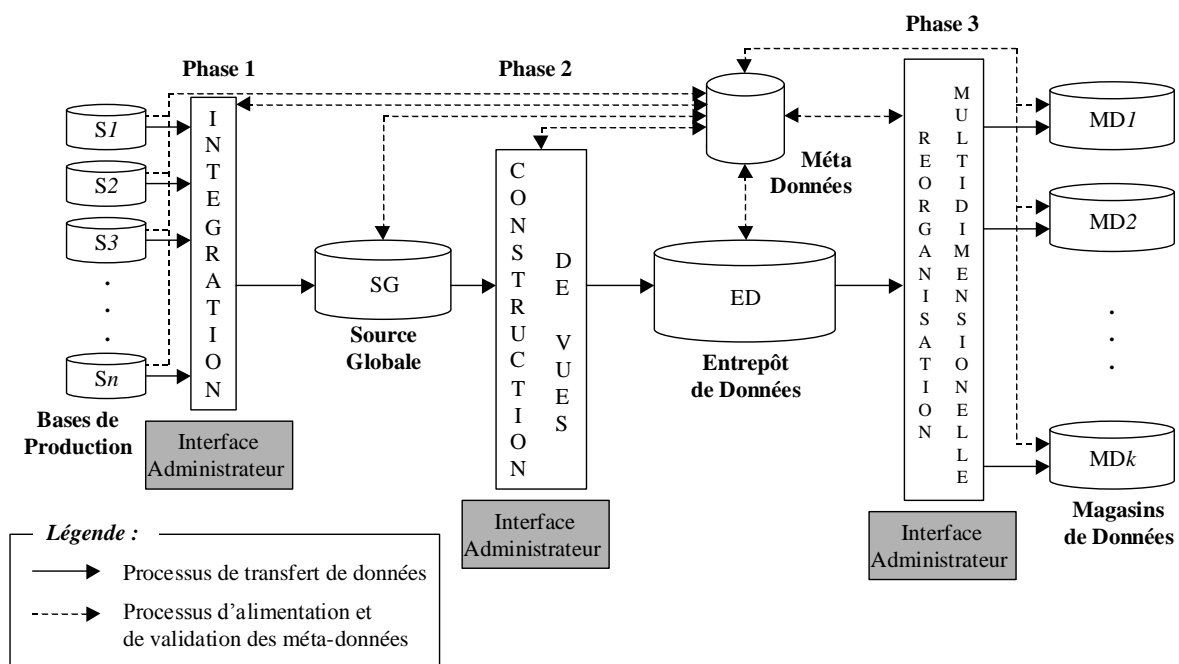 Phase 1
Phase 2
Phase 3
S1
S2
S3
.
.
.
Sn
Bases de
Production
INTEGRATION
Interface
Administrateur
SG
Source
Globale
CONSTRUCTION
DE VUES
Interface
Administrateur
Méta
Données
ED
Entrepôt
de Données
REORGANISATION
MULTIDIMENSIONELLE
Interface
Administrateur
MD1
MD2
.
.
.
MDk
Magasins
de Données
Légende :
Processus de transfert de données
Processus d’alimentation et
de validation des méta-données